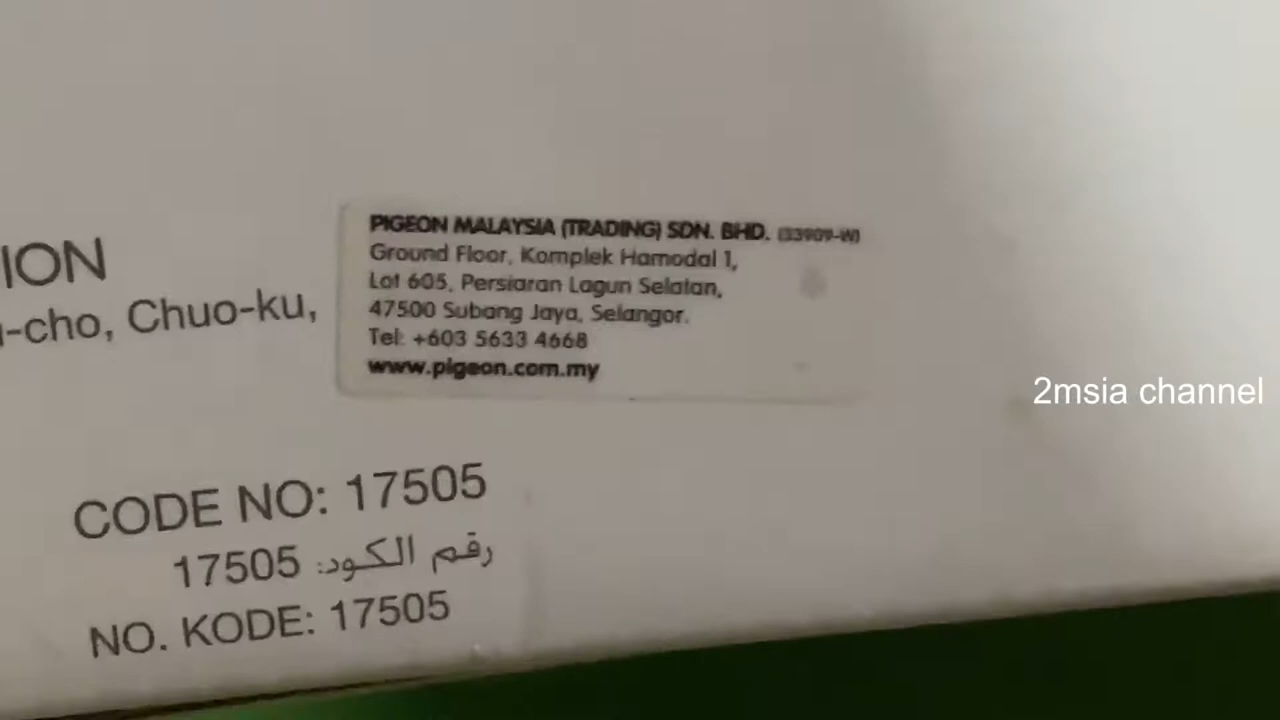 ION
-cho, Chuo-ku,
PIGEON MALAYSIA (TRADING) SDN. BHD. (33909-W)
Ground Floor, Komplek Hamodal 1,
Lot 605, Persiaran Lagun Selatan,
47500 Subang Jaya, Selangor.
Tel: +603 5633 4668
www.pigeon.com.my
2msia channel
CODE NO: 17505
رقم الكود: 17505
NO. KODE: 17505